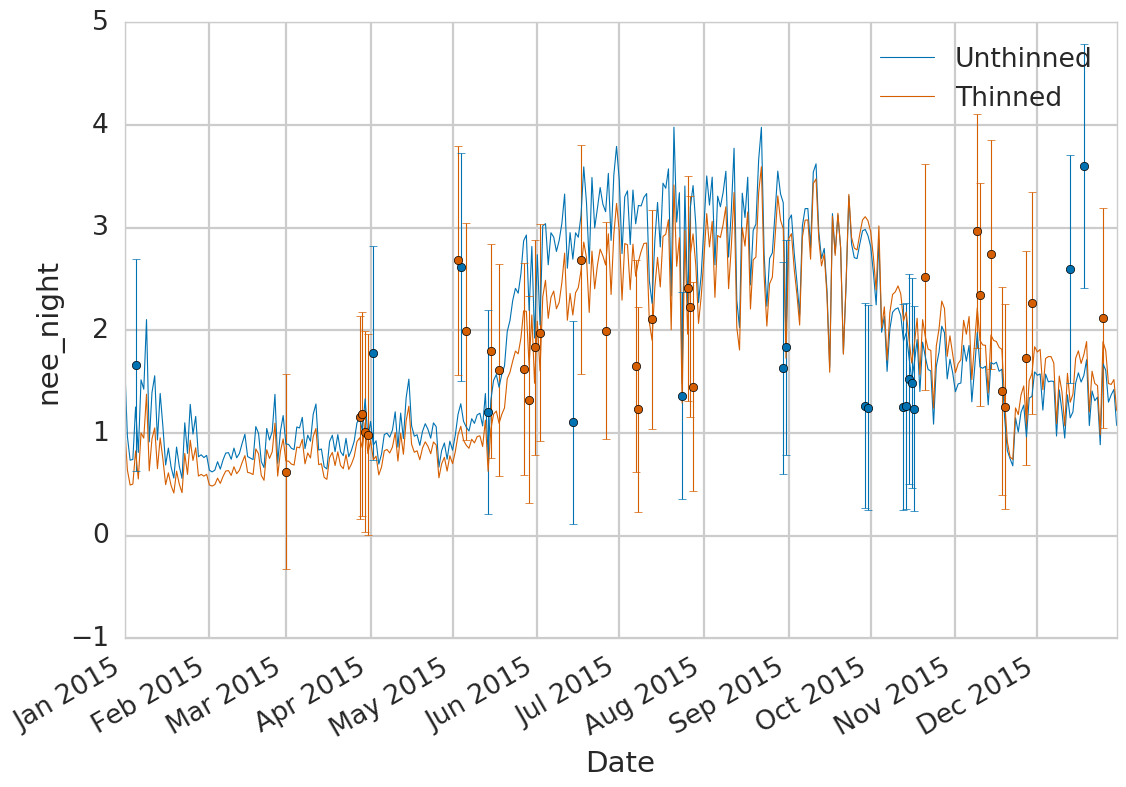 5
4
3
2
1
0
−1
nee_night
Unthinned
Thinned
Jan 2015
Feb 2015
Mar 2015
Apr 2015
May 2015
Jun 2015
Jul 2015
Aug 2015
Sep 2015
Oct 2015
Nov 2015
Dec 2015
Date